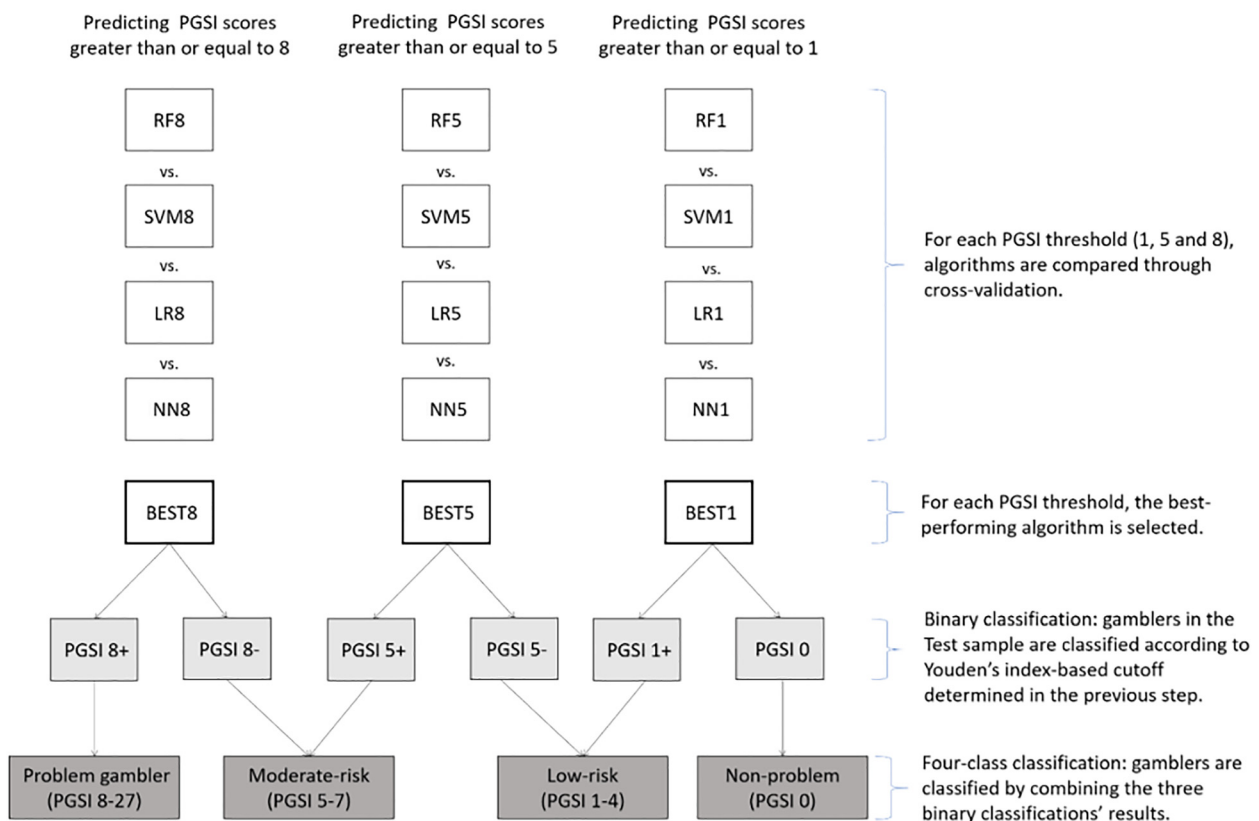 Predicting PGSI scores
greater than or equal to 8
Predicting PGSI scores
greater than or equal to 5
Predicting PGSI scores
greater than or equal to 1
RF8
RF5
RF1
vs.
vs.
vs.
SVM8
SVM5
SVM1
For each PGSI threshold (1, 5 and 8),
algorithms are compared through
cross-validation.
vs.
vs.
vs.
LR8
LR5
LR1
vs.
vs.
vs.
NN8
NN5
NN1
BEST8
BEST5
BEST1
For each PGSI threshold, the best-
performing algorithm is selected.
PGSI 8+
PGSI 8-
PGSI 5+
PGSI 5-
PGSI 1+
PGSI 0
Binary classification: gamblers in the
Test sample are classified according to
Youden’s index-based cutoff
determined in the previous step.
Problem gambler
(PGSI 8-27)
Moderate-risk
(PGSI 5-7)
Low-risk
(PGSI 1-4)
Non-problem
(PGSI 0)
Four-class classification: gamblers are
classified by combining the three
binary classifications’ results.